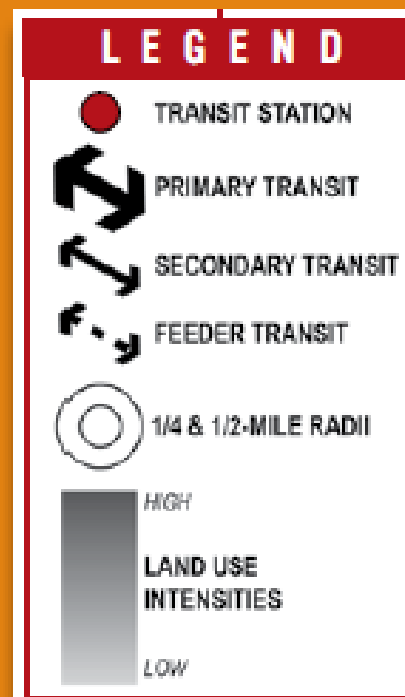 LEGEND
TRANSIT STATION
PRIMARY TRANSIT
SECONDARY TRANSIT
FEEDER TRANSIT
1/4 & 1/2-MILE RADII
HIGH
LAND USE
INTENSITIES
LOW